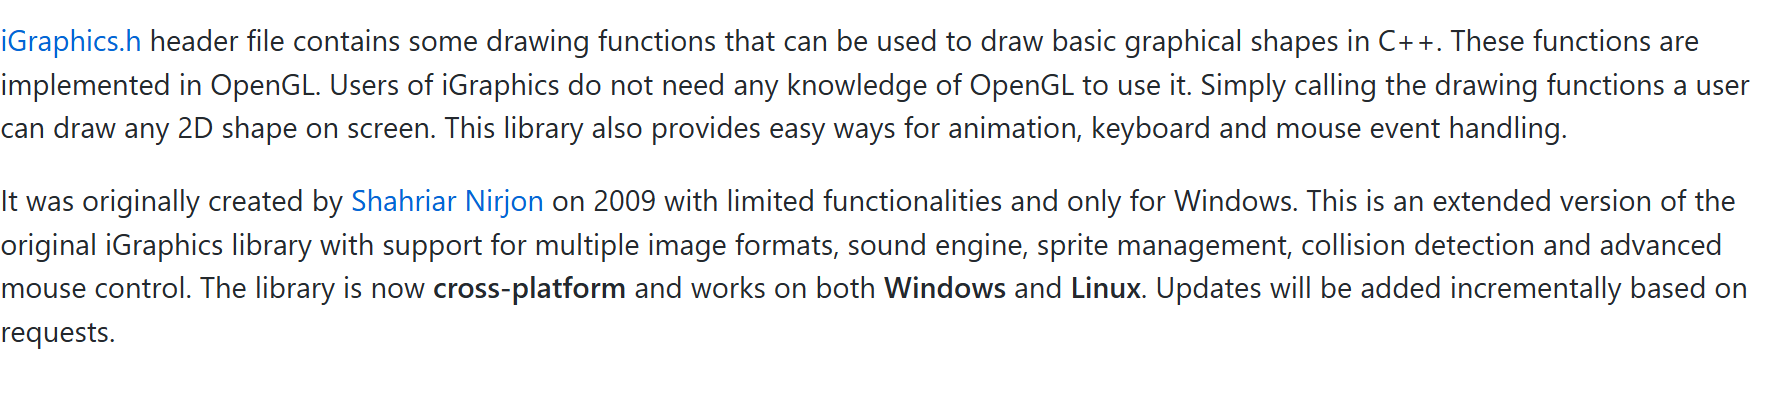 iGraphics.h header file contains some drawing functions that can be used to draw basic graphical shapes in C++. These functions are
implemented in OpenGL. Users of iGraphics do not need any knowledge of OpenGL to use it. Simply calling the drawing functions a user
can draw any 2D shape on screen. This library also provides easy ways for animation, keyboard and mouse event handling.
It was originally created by Shahriar Nirjon on 2009 with limited functionalities and only for Windows. This is an extended version of the
original iGraphics library with support for multiple image formats, sound engine, sprite management, collision detection and advanced
mouse control. The library is now cross-platform and works on both Windows and Linux. Updates will be added incrementally based on
requests.